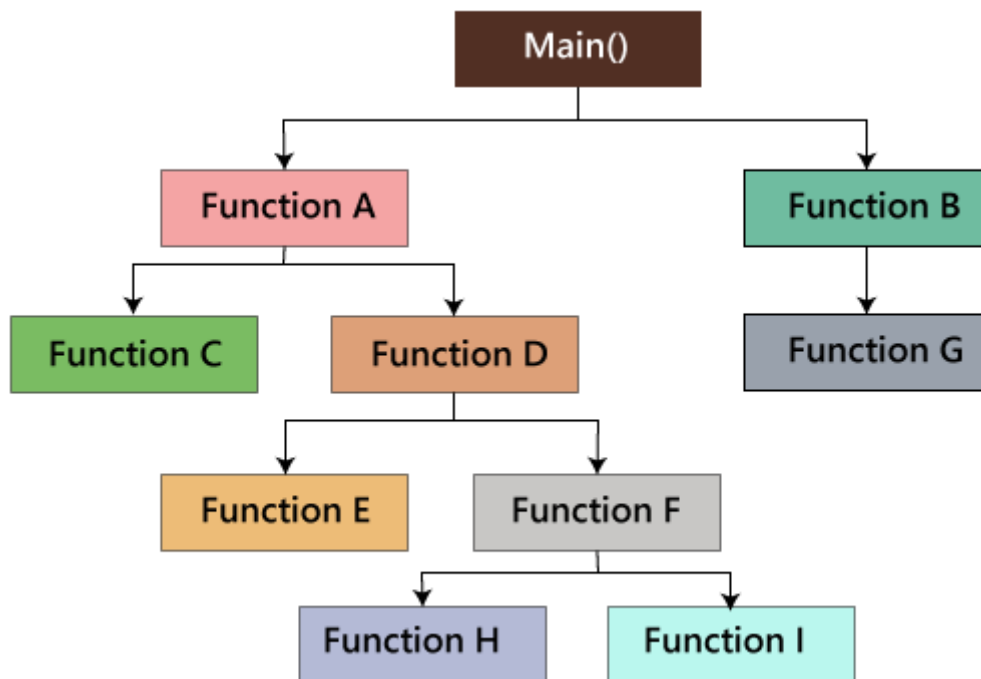 Main()
Function A
Function B
Function C
Function D
Function G
Function E
Function F
Function H
Function I